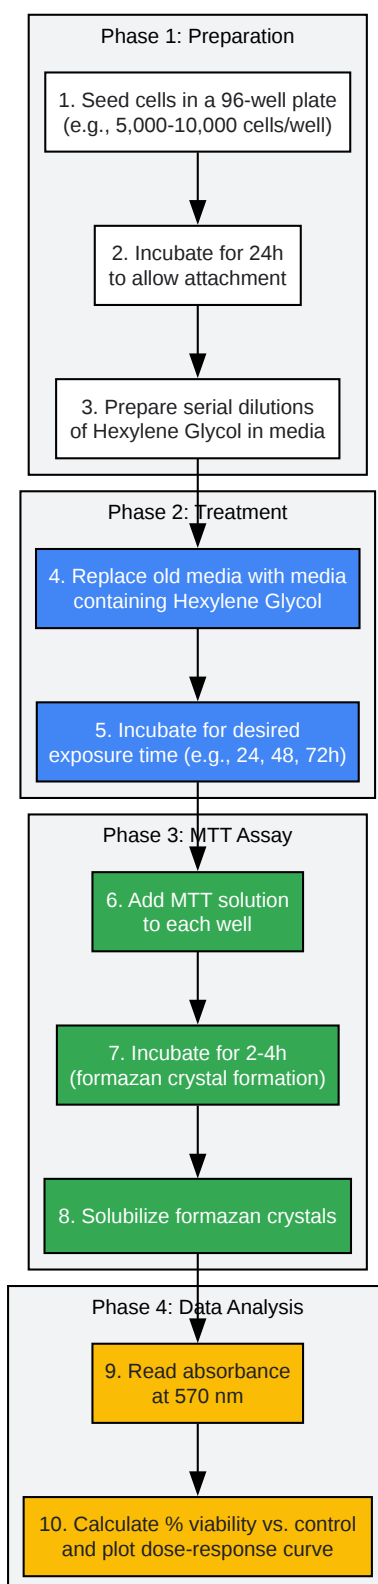 Phase 1: Preparation
1. Seed cells in a 96-well plate
(e.g., 5,000-10,000 cells/well)
2. Incubate for 24h
to allow attachment
3. Prepare serial dilutions
of Hexylene Glycol in media
Phase 2: Treatment
4. Replace old media with media
containing Hexylene Glycol
5. Incubate for desired
exposure time (e.g., 24, 48, 72h)
Phase 3: MTT Assay
6. Add MTT solution
to each well
7. Incubate for 2-4h
(formazan crystal formation)
8. Solubilize formazan crystals
Phase 4: Data Analysis
9. Read absorbance
at 570 nm
10. Calculate % viability vs. control
and plot dose-response curve